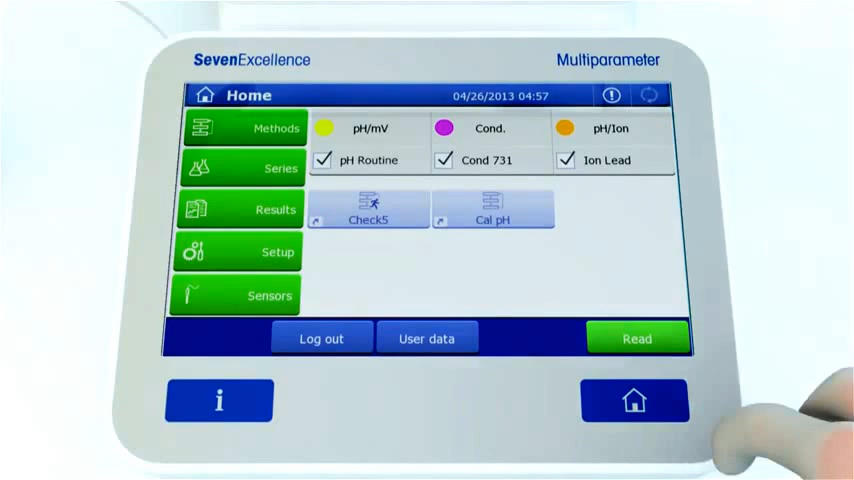 SevenExcellence Multiparameter
Home 04/26/2013 04:57
Methods pH/mV Cond. pH/Ion
pH Routine Cond 731 Ion Lead
Series
Results Check5 Cal pH
Setup
Sensors
Log out User data Read
i